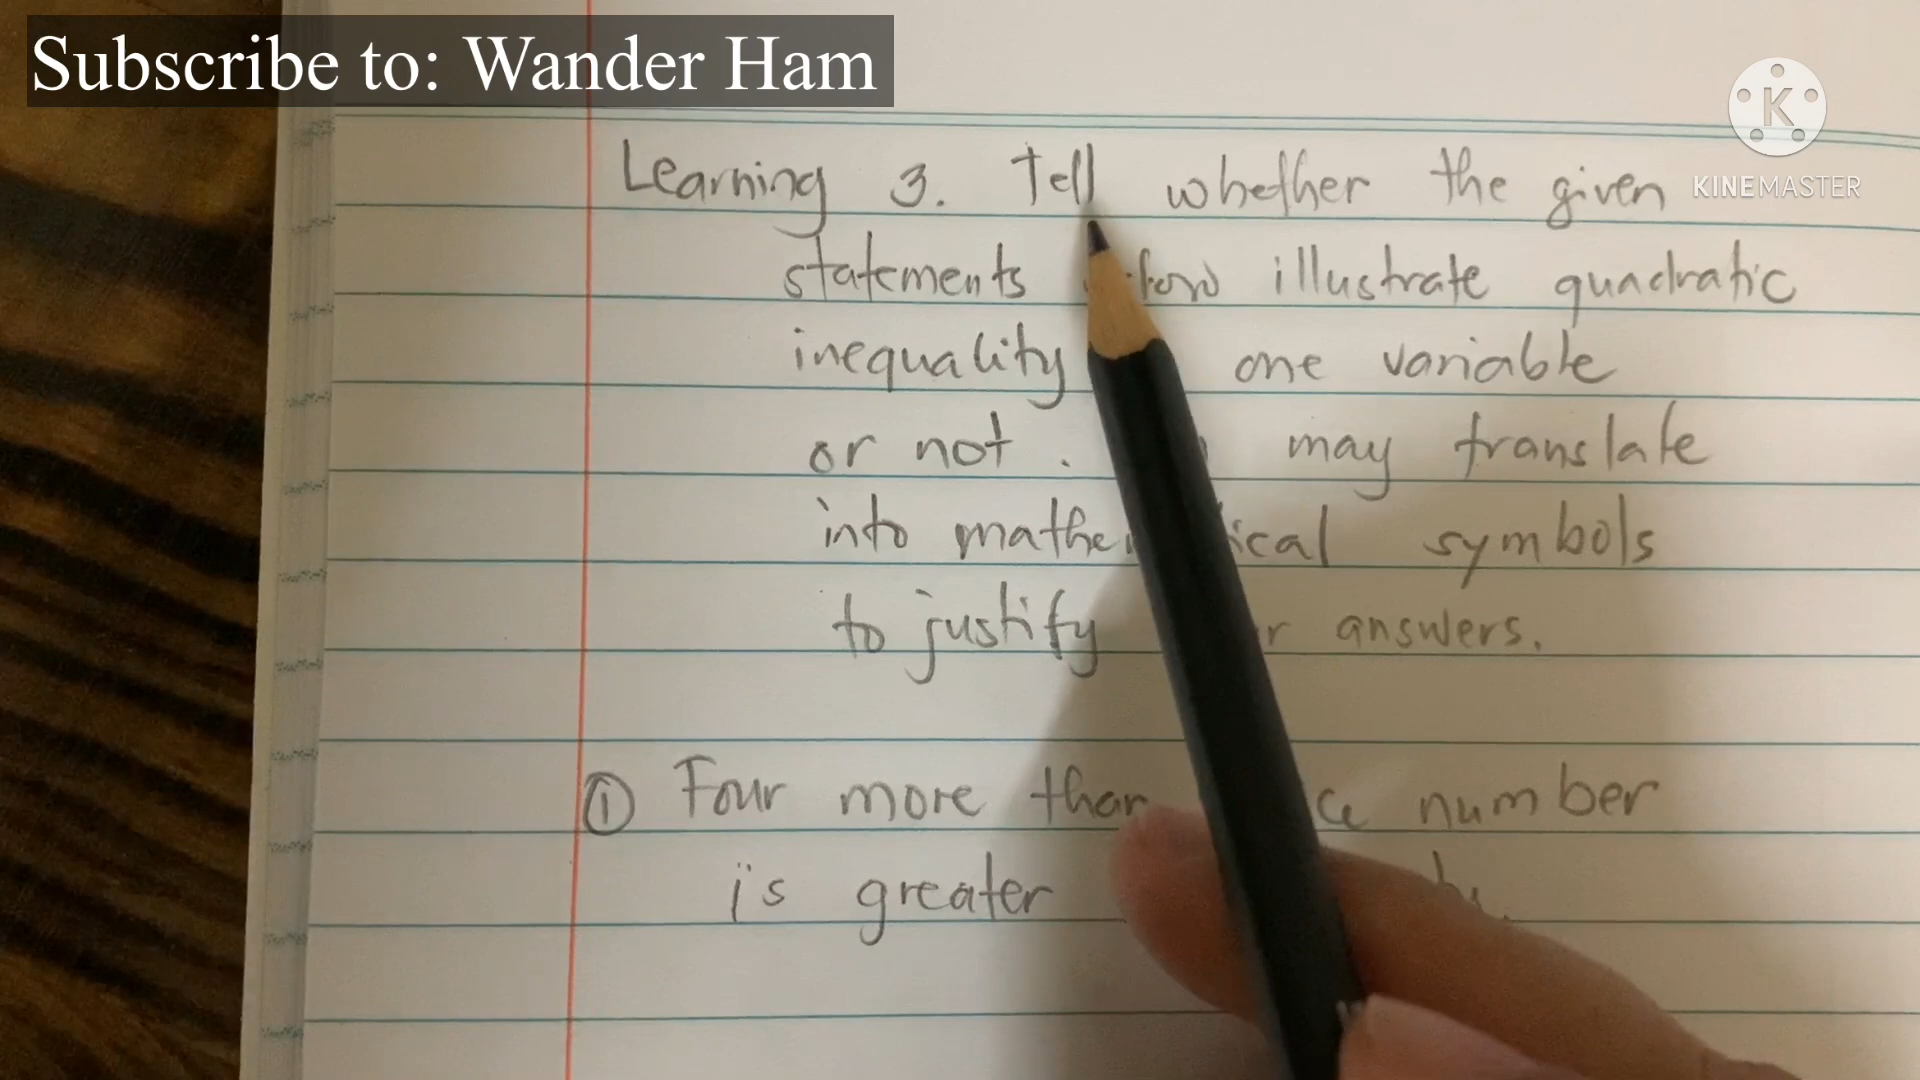 Subscribe to: Wander Ham
KINEMASTER
Learning 3. Tell whether the given
statements illustrate quadratic
inequality one variable
or not. may translate
into mathematical symbols
to justify answers.
① Four more than number
is greater